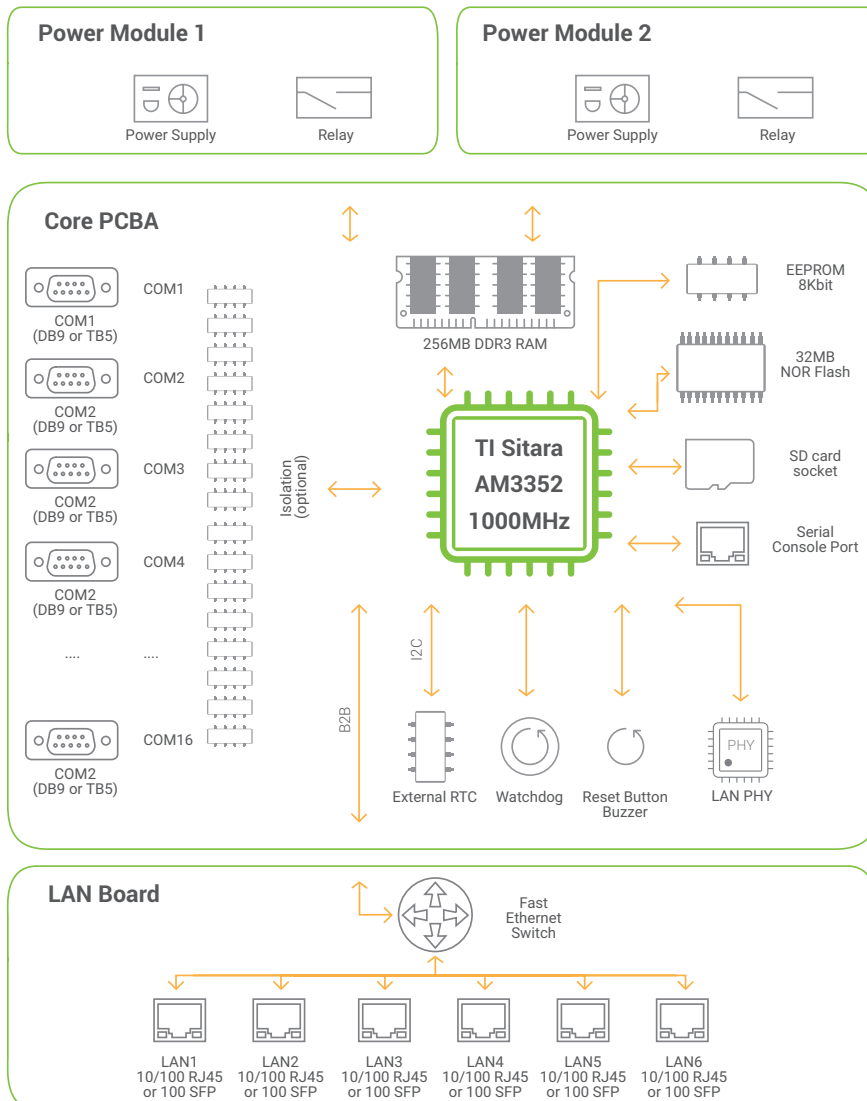 Power Module 1
Power Supply
Relay
Power Module 2
Power Supply
Relay
Core PCBA
COM1
(DB9 or TB5)
COM1
COM2
(DB9 or TB5)
COM2
COM2
(DB9 or TB5)
COM3
COM2
(DB9 or TB5)
COM4
....
....
COM2
(DB9 or TB5)
COM16
Isolation
(optional)
256MB DDR3 RAM
TI Sitara
AM3352
1000MHz
EEPROM
8Kbit
32MB
NOR Flash
SD card
socket
Serial
Console Port
B2B
I2C
External RTC
Watchdog
Reset Button
Buzzer
PHY
LAN PHY
LAN Board
Fast
Ethernet
Switch
LAN1
10/100 RJ45
or 100 SFP
LAN2
10/100 RJ45
or 100 SFP
LAN3
10/100 RJ45
or 100 SFP
LAN4
10/100 RJ45
or 100 SFP
LAN5
10/100 RJ45
or 100 SFP
LAN6
10/100 RJ45
or 100 SFP